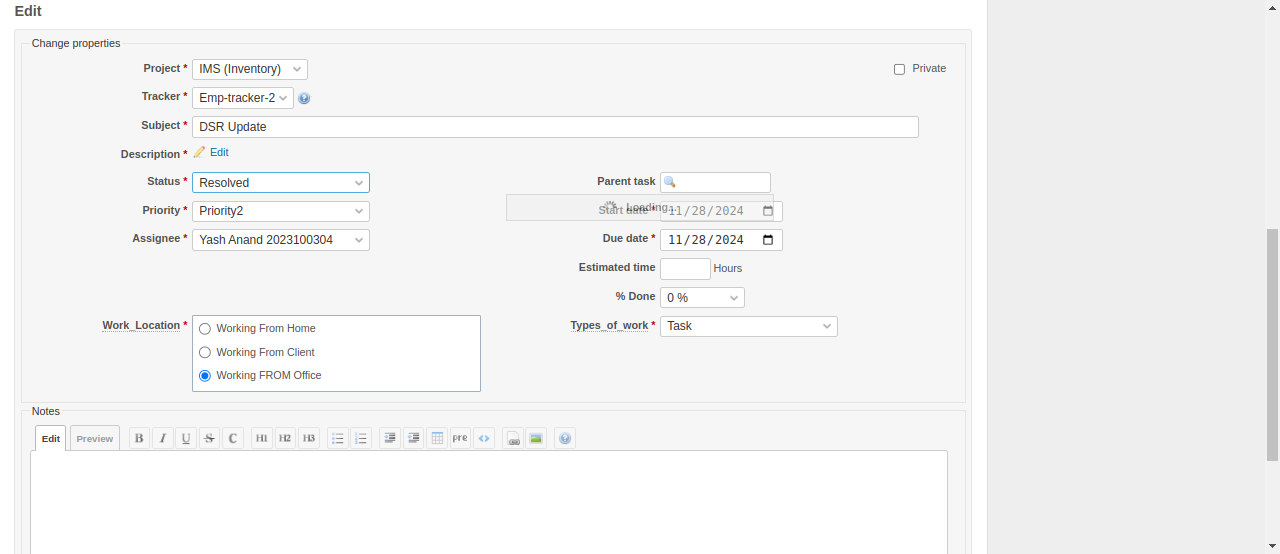 Edit
Change properties
Project * IMS (Inventory) Private
Tracker * Emp-tracker-2
Subject * DSR Update
Description * Edit
Status * Resolved Parent task
Loading...
Priority * Priority2 Start date * 11/28/2024
Assignee * Yash Anand 2023100304 Due date * 11/28/2024
Estimated time Hours
% Done 0 %
Work_Location * Working From Home Types_of_work * Task
Working From Client
Working FROM Office
Notes
Edit Preview B I U S C H1 H2 H3 pre